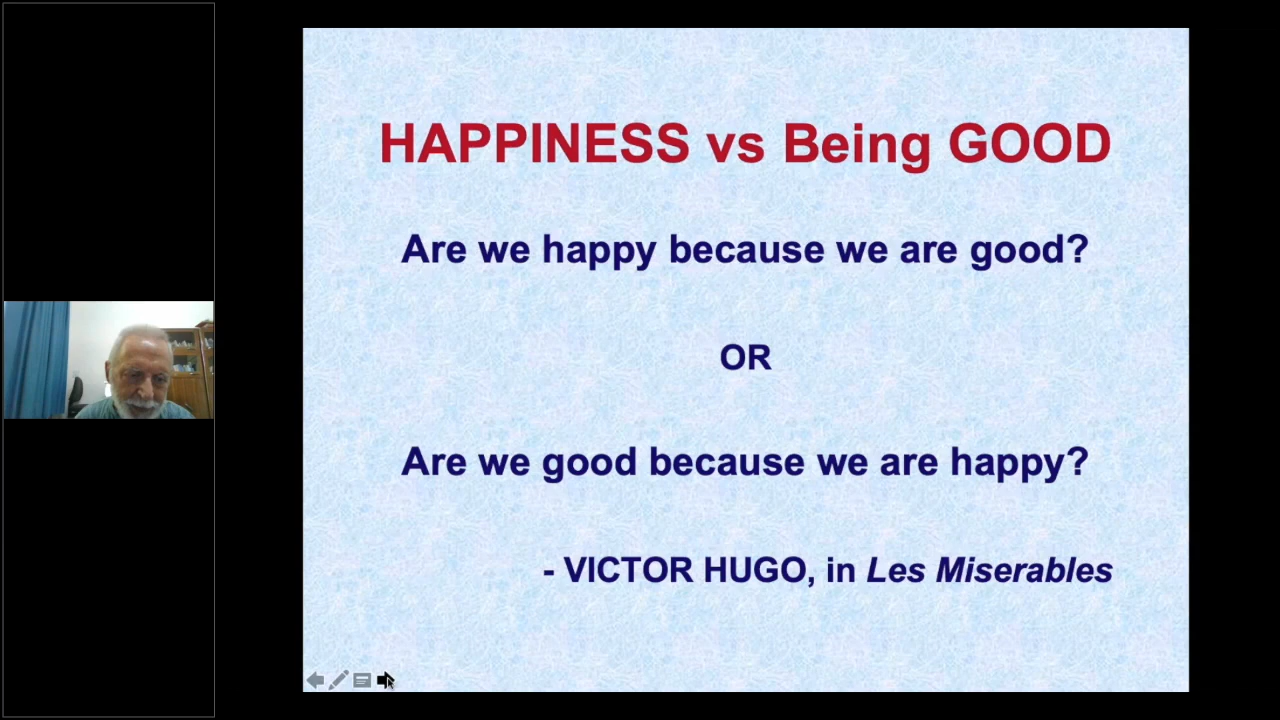 HAPPINESS vs Being GOOD
Are we happy because we are good?
OR
Are we good because we are happy?
- VICTOR HUGO, in Les Miserables